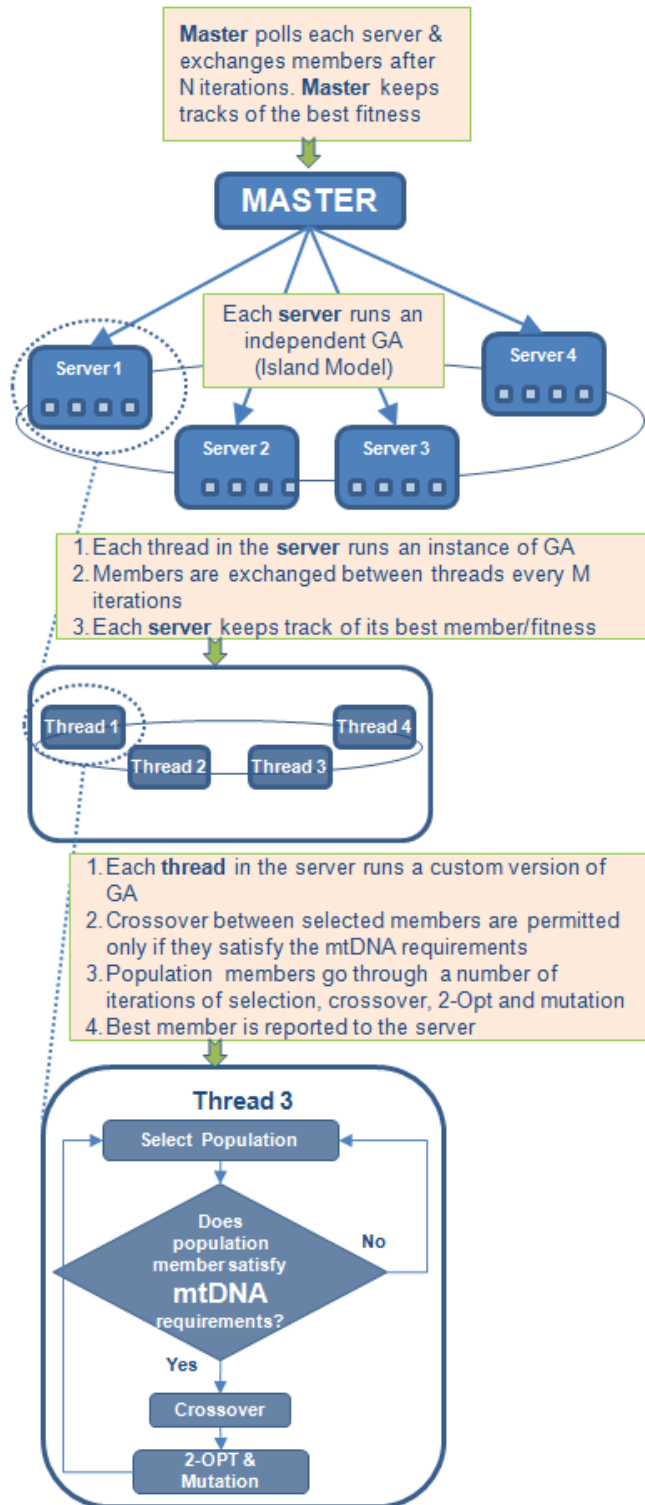 Master polls each server &
exchanges members after
N iterations. Master keeps
tracks of the best fitness
MASTER
Each server runs an
independent GA
(Island Model)
Server 1
Server 4
Server 2
Server 3
1. Each thread in the server runs an instance of GA
2. Members are exchanged between threads every M
iterations
3. Each server keeps track of its best member/fitness
Thread 1
Thread 4
Thread 2
Thread 3
1. Each thread in the server runs a custom version of
GA
2. Crossover between selected members are permitted
only if they satisfy the mtDNA requirements
3. Population members go through a number of
iterations of selection, crossover, 2-Opt and mutation
4. Best member is reported to the server
Thread 3
Select Population
Does
population
member satisfy
mtDNA
requirements?
No
Yes
Crossover
2-OPT &
Mutation